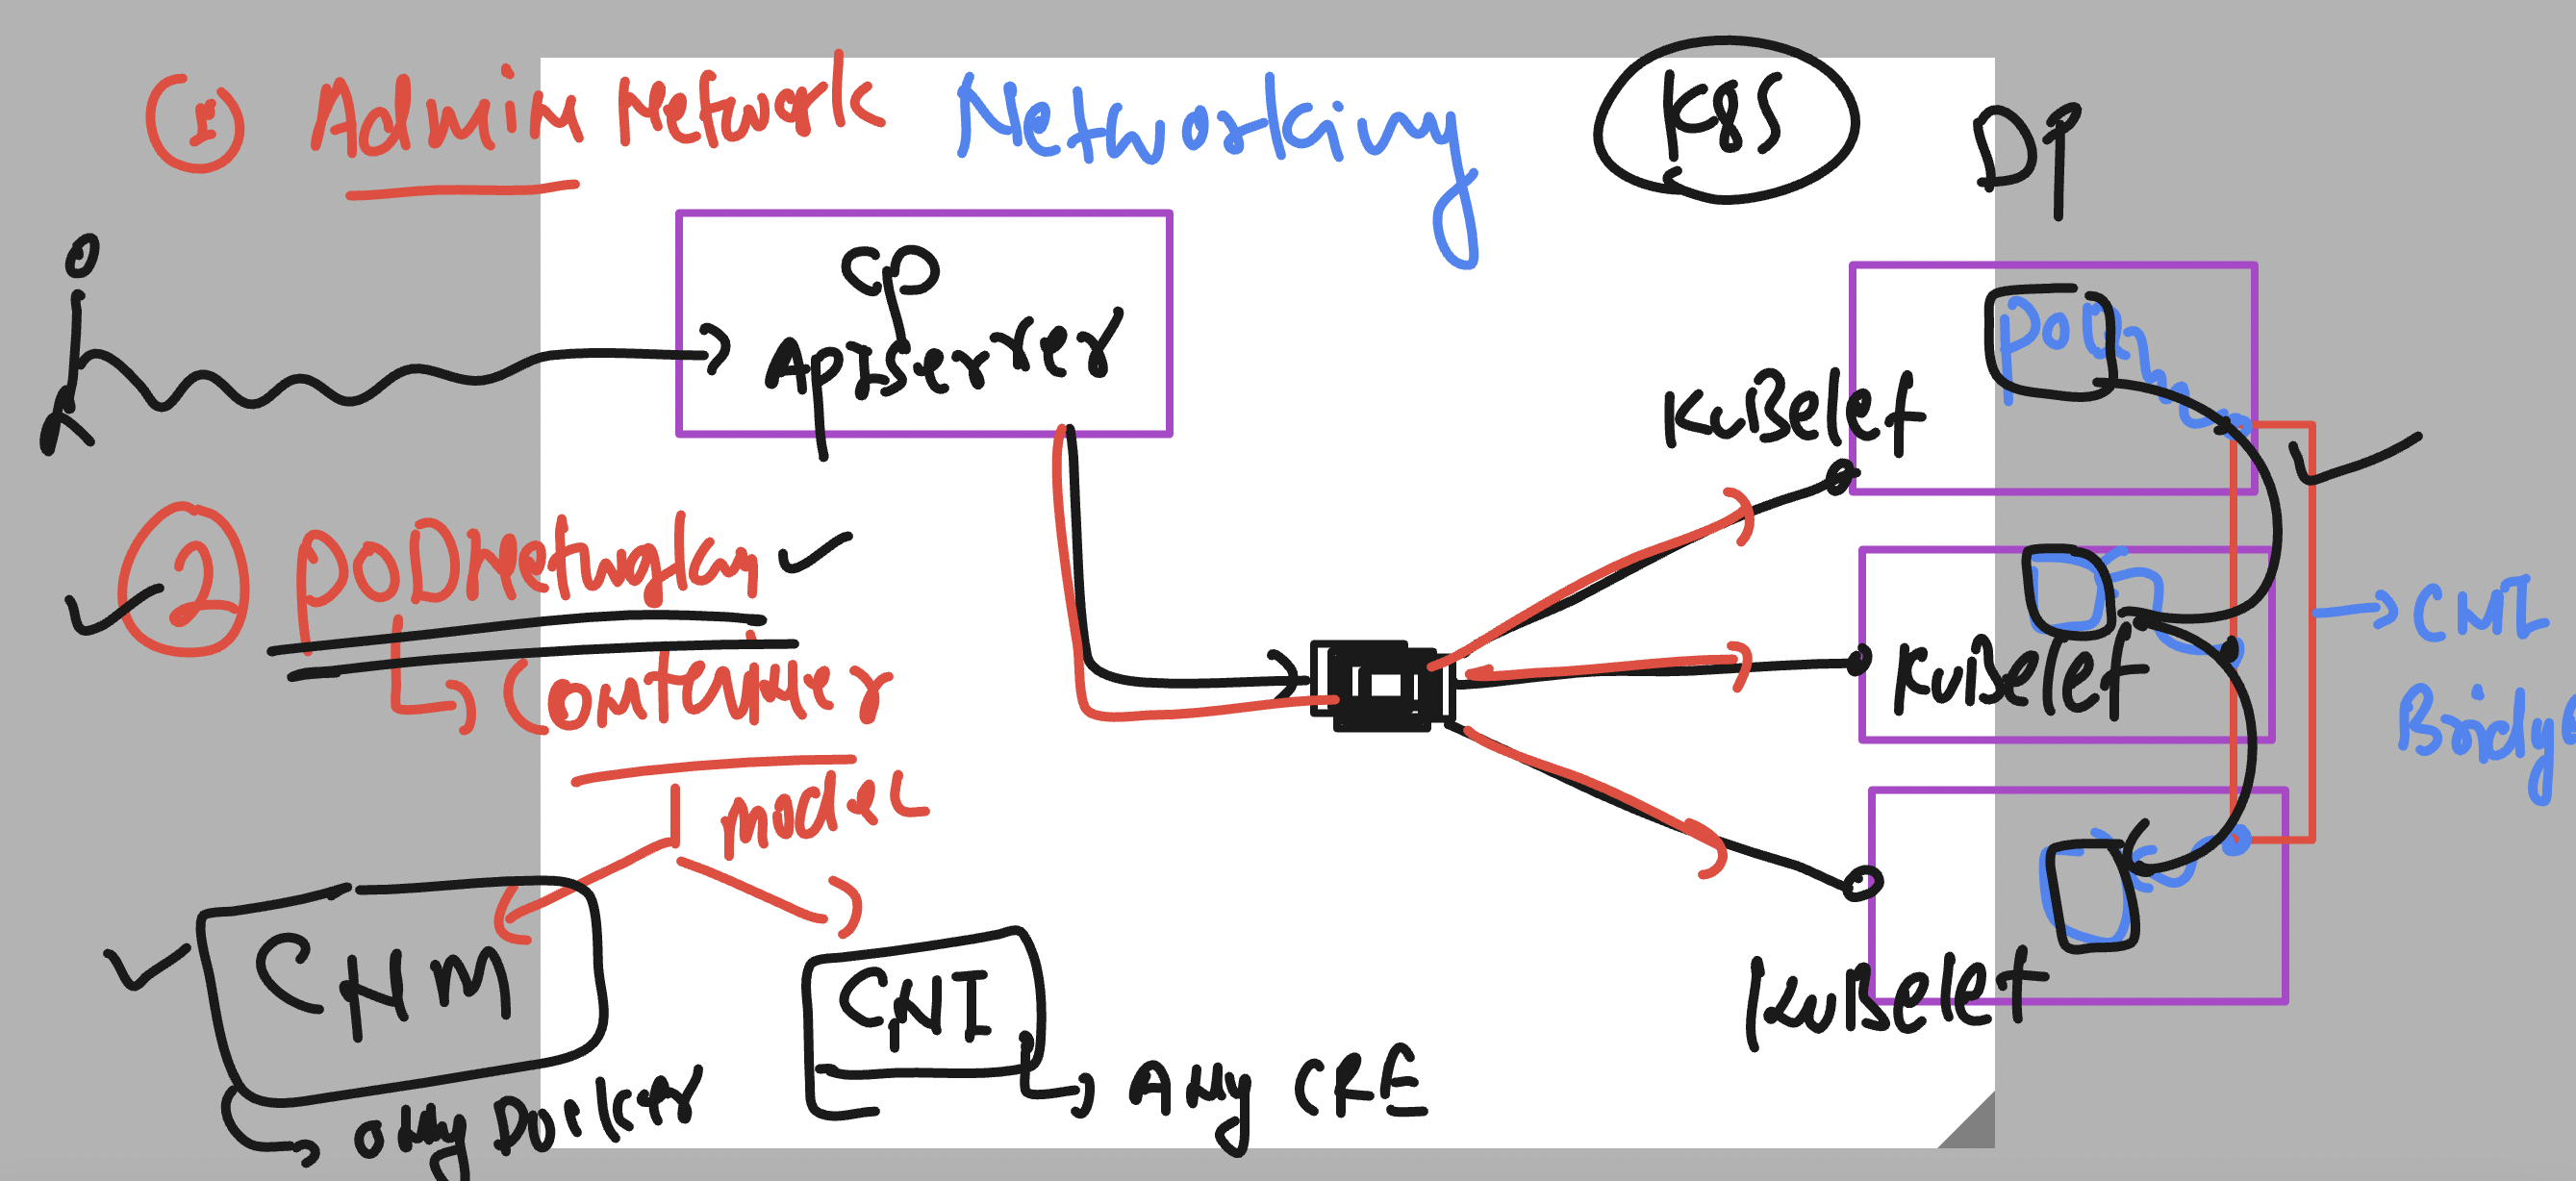 1 Admin Network
Networking
K8S
DP
CP
ApIServer
POD
KuBelet
2 PODNetwork
Container
model
KuBelet
CNI
Bridge
CNM
CNI
KuBelet
only Docker
Any CRE